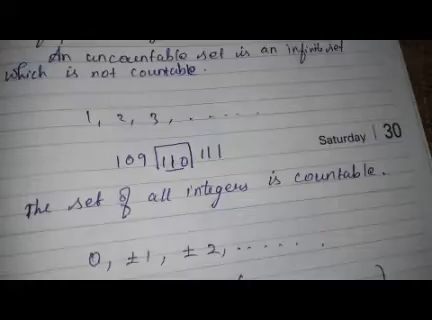 An uncountable set is an infinite set
which is not countable.
1, 2, 3, .......
109 110 111
Saturday 30
The set of all integers is countable.
0, ±1, ±2, ...... .